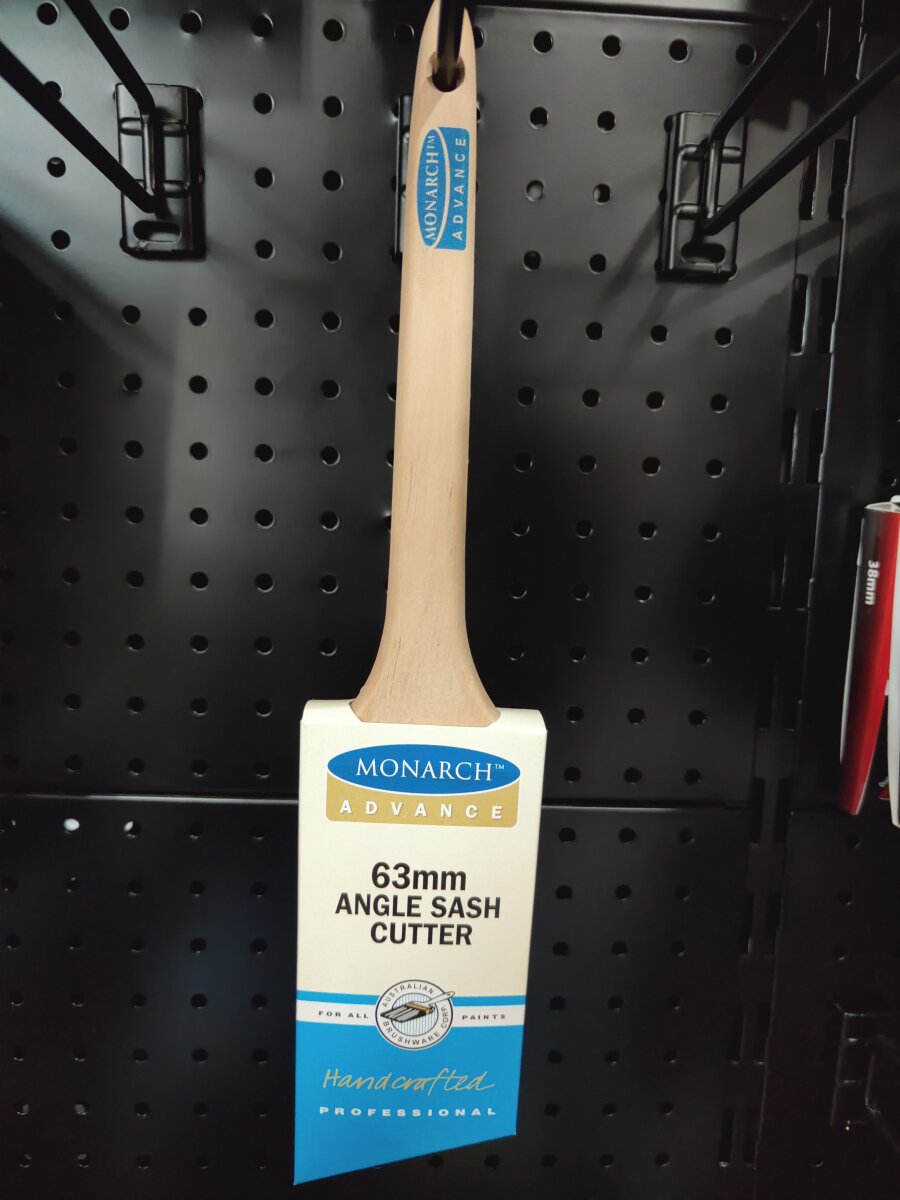 MONARCH™
ADVANCE
38mm
MONARCH™
ADVANCE
63mm
ANGLE SASH
CUTTER
AUSTRALIAN
BRUSHWARE CORP.
FOR ALL PAINTS
Handcrafted
PROFESSIONAL